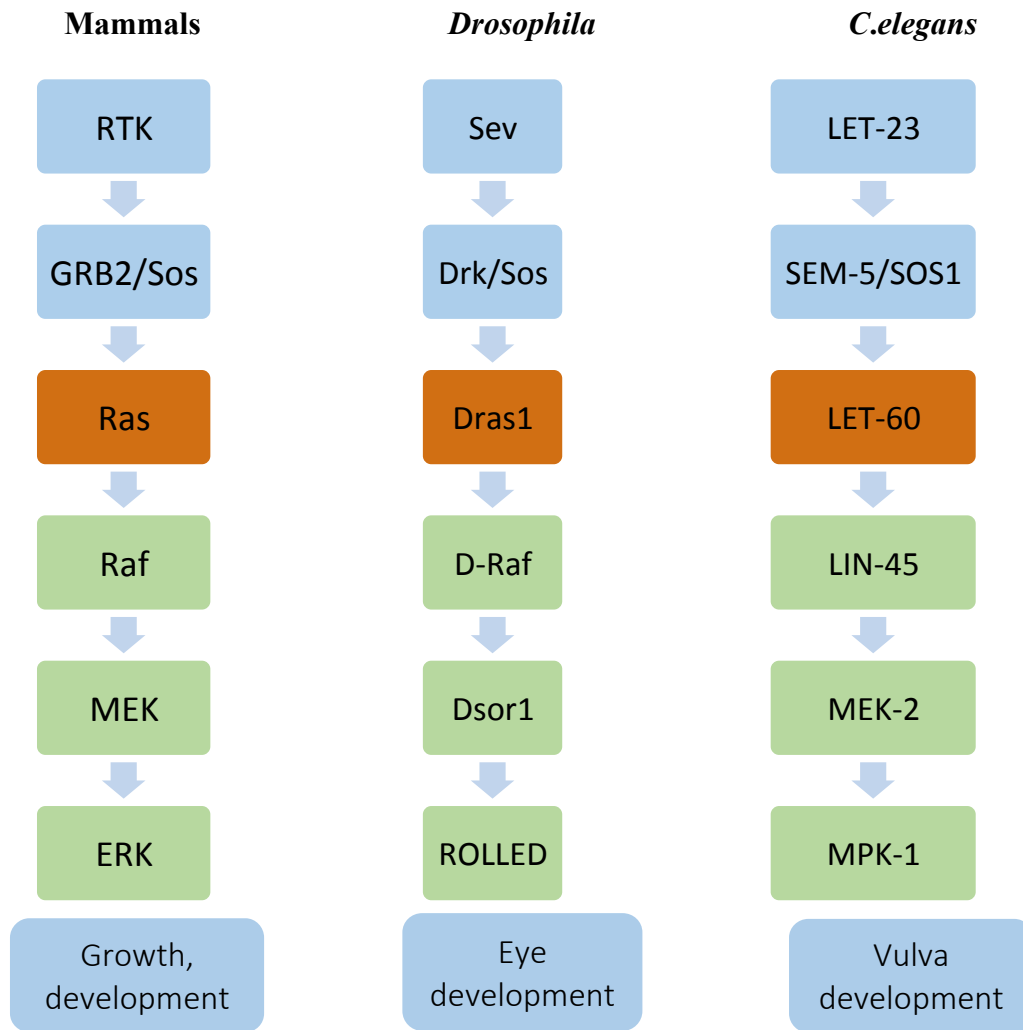 Mammals
Drosophila
C.elegans
RTK
Sev
LET-23
GRB2/Sos
Drk/Sos
SEM-5/SOS1
Ras
Dras1
LET-60
Raf
D-Raf
LIN-45
MEK
Dsor1
MEK-2
ERK
ROLLED
MPK-1
Growth,
development
Eye
development
Vulva
development